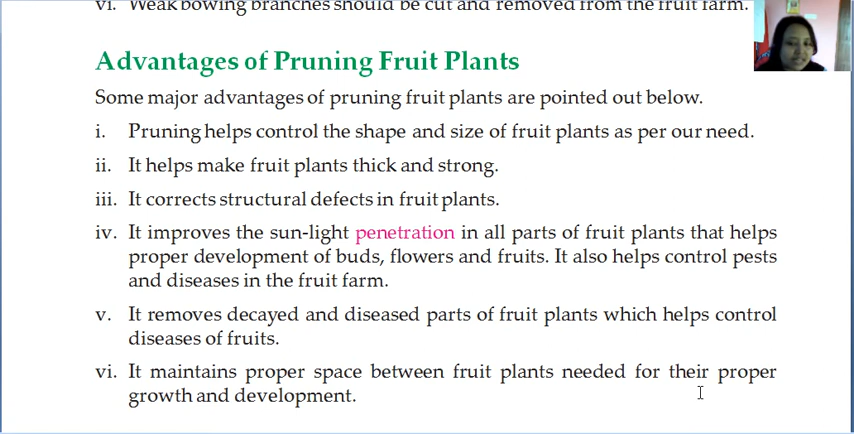 vi. Weak bowing branches should be cut and removed from the fruit farm.
Advantages of Pruning Fruit Plants
Some major advantages of pruning fruit plants are pointed out below.
i. Pruning helps control the shape and size of fruit plants as per our need.
ii. It helps make fruit plants thick and strong.
iii. It corrects structural defects in fruit plants.
iv. It improves the sun-light penetration in all parts of fruit plants that helps
proper development of buds, flowers and fruits. It also helps control pests
and diseases in the fruit farm.
v. It removes decayed and diseased parts of fruit plants which helps control
diseases of fruits.
vi. It maintains proper space between fruit plants needed for their proper
growth and development.